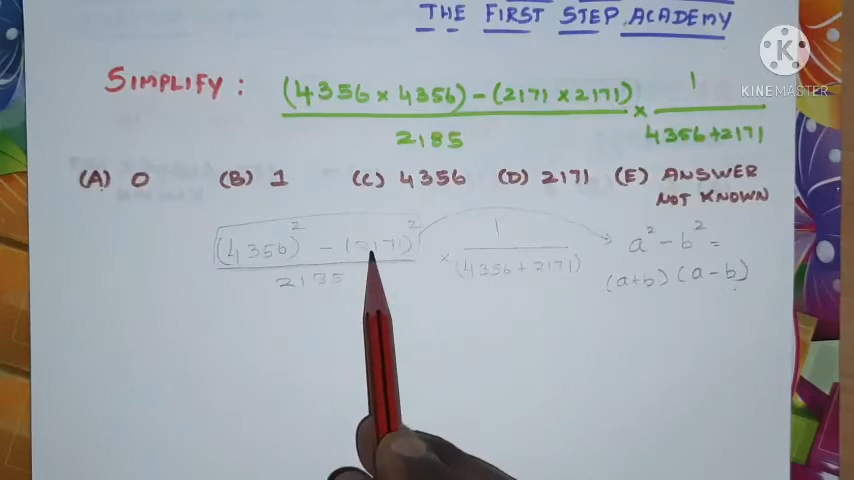 THE FIRST STEP ACADEMY
KINEMASTER
SIMPLIFY : (4356 x 4356) - (2171 x 2171) / 2185 x 1 / 4356+2171
(A) 0 (B) 1 (C) 4356 (D) 2171 (E) ANSWER NOT KNOWN
(4356)² - (2171)² / 2185 x 1 / (4356+2171)
a² - b² =
(a+b) (a-b)